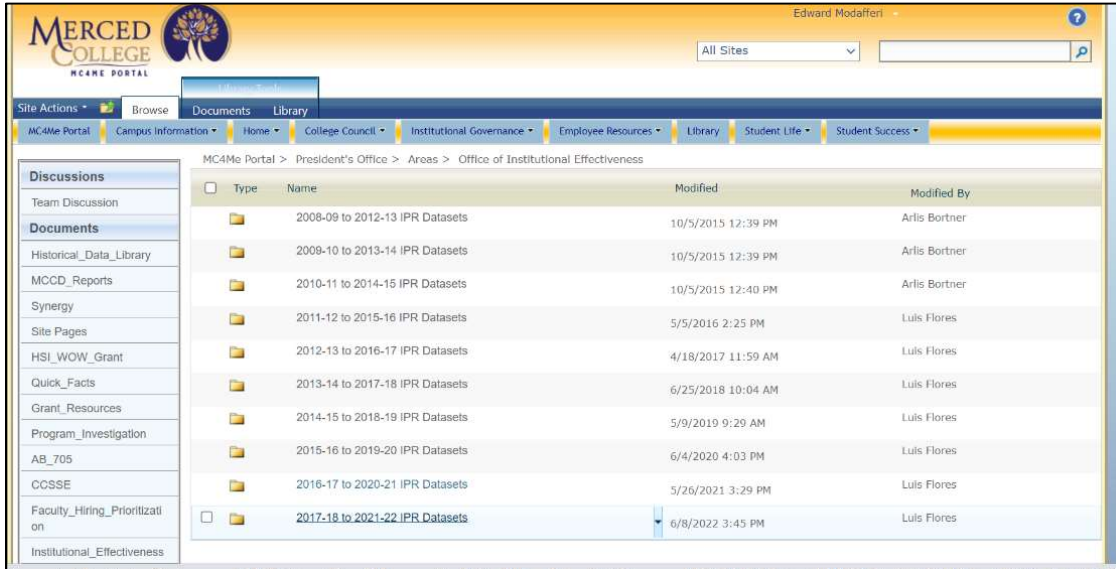 MERCED
COLLEGE
MC4ME PORTAL
Edward Modafferi
All Sites
Library Tools
Site Actions Browse Documents Library
MC4Me Portal Campus Information Home College Council Institutional Governance Employee Resources Library Student Life Student Success
MC4Me Portal > President's Office > Areas > Office of Institutional Effectiveness
Discussions
Team Discussion
Documents
Historical_Data_Library
MCCD_Reports
Synergy
Site Pages
HSI_WOW_Grant
Quick_Facts
Grant_Resources
Program_Investigation
AB_705
CCSSE
Faculty_Hiring_Prioritizati
on
Institutional_Effectiveness
Type Name Modified Modified By
2008-09 to 2012-13 IPR Datasets 10/5/2015 12:39 PM Arlis Bortner
2009-10 to 2013-14 IPR Datasets 10/5/2015 12:39 PM Arlis Bortner
2010-11 to 2014-15 IPR Datasets 10/5/2015 12:40 PM Arlis Bortner
2011-12 to 2015-16 IPR Datasets 5/5/2016 2:25 PM Luis Flores
2012-13 to 2016-17 IPR Datasets 4/18/2017 11:59 AM Luis Flores
2013-14 to 2017-18 IPR Datasets 6/25/2018 10:04 AM Luis Flores
2014-15 to 2018-19 IPR Datasets 5/9/2019 9:29 AM Luis Flores
2015-16 to 2019-20 IPR Datasets 6/4/2020 4:03 PM Luis Flores
2016-17 to 2020-21 IPR Datasets 5/26/2021 3:29 PM Luis Flores
2017-18 to 2021-22 IPR Datasets 6/8/2022 3:45 PM Luis Flores